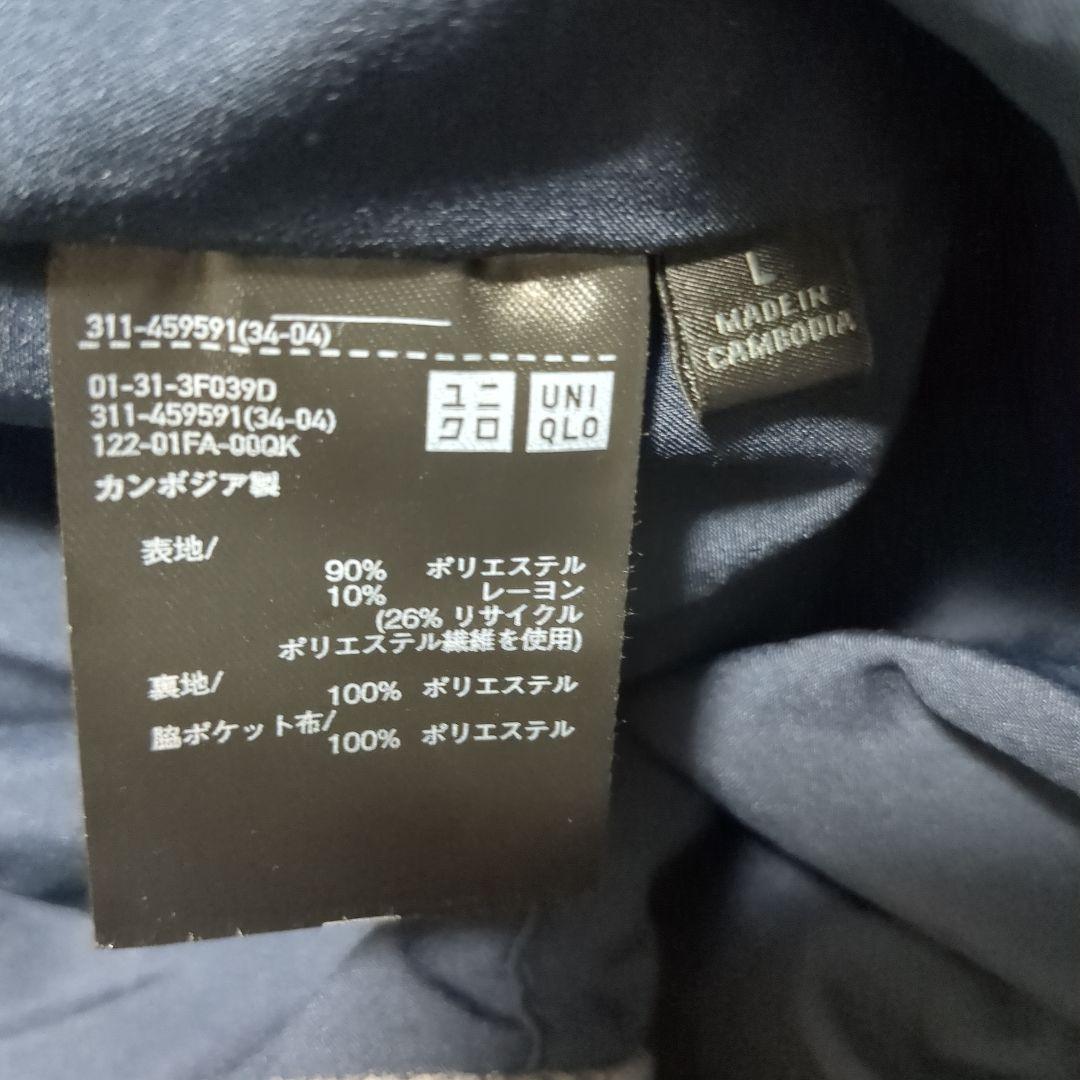 311-459591(34-04)
01-31-3F039D
311-459591(34-04)
122-01FA-00QK
カンボジア製
ユニ
クロ
UNI
QLO
表地/
90% ポリエステル
10% レーヨン
(26% リサイクル
ポリエステル繊維を使用)
裏地/
100% ポリエステル
脇ポケット布/
100% ポリエステル
L
MADE IN
CAMBODIA